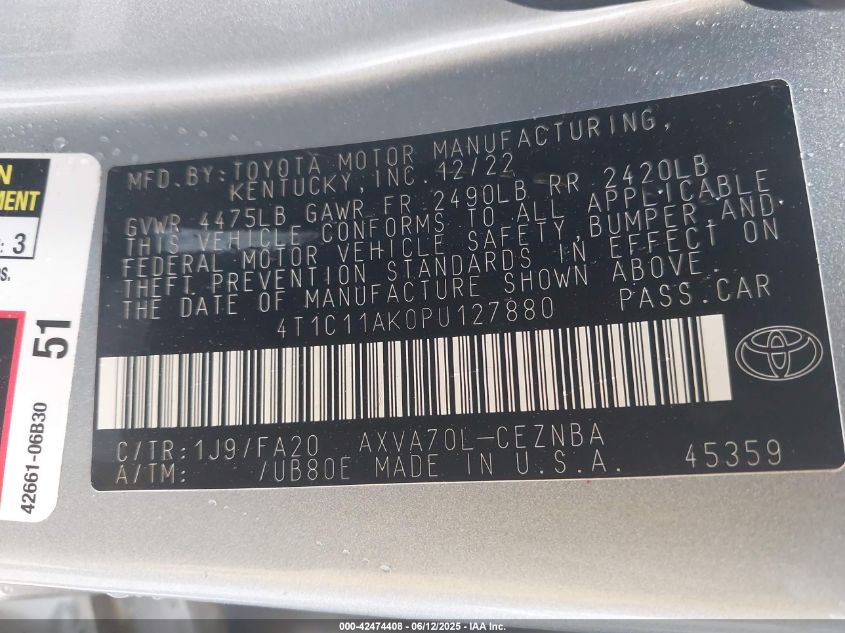 MFD.BY:TOYOTA MOTOR MANUFACTURING,
KENTUCKY,INC. 12/22
GVWR 4475LB GAWR FR 2490LB RR 2420LB
THIS VEHICLE CONFORMS TO ALL APPLICABLE
FEDERAL MOTOR VEHICLE SAFETY,BUMPER,AND
THEFT PREVENTION STANDARDS IN EFFECT ON
THE DATE OF MANUFACTURE SHOWN ABOVE.
4T1C11AK0PU127880 PASS.CAR
C/TR:1J9/FA20 AXVA70L-CEZNBA
A/TM: /UB80E MADE IN U.S.A. 45359
: 3
51
42661-06B30
000-42474408 - 06/12/2025 - IAA Inc.